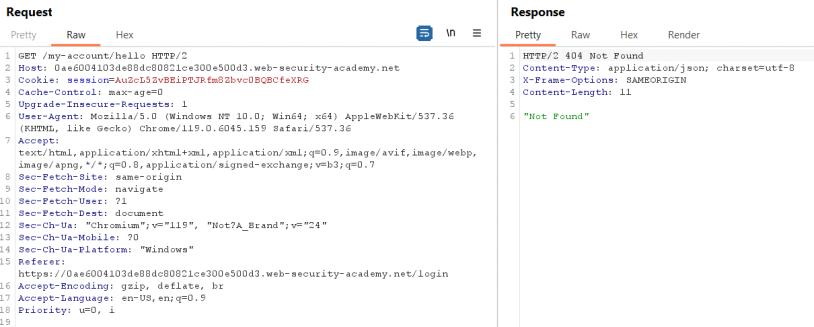 Request
Pretty Raw Hex \n
1 GET /my-account/hello HTTP/2
2 Host: 0ae6004103de88dc80821ce300e500d3.web-security-academy.net
3 Cookie: session=AuZcL5ZvBEiPTJRfm8Zbvc0BQBCfeXRG
4 Cache-Control: max-age=0
5 Upgrade-Insecure-Requests: 1
6 User-Agent: Mozilla/5.0 (Windows NT 10.0; Win64; x64) AppleWebKit/537.36
(KHTML, like Gecko) Chrome/119.0.6045.159 Safari/537.36
7 Accept:
text/html,application/xhtml+xml,application/xml;q=0.9,image/avif,image/webp,
image/apng,*/*;q=0.8,application/signed-exchange;v=b3;q=0.7
8 Sec-Fetch-Site: same-origin
9 Sec-Fetch-Mode: navigate
10 Sec-Fetch-User: ?1
11 Sec-Fetch-Dest: document
12 Sec-Ch-Ua: "Chromium";v="119", "Not?A_Brand";v="24"
13 Sec-Ch-Ua-Mobile: ?0
14 Sec-Ch-Ua-Platform: "Windows"
15 Referer:
https://0ae6004103de88dc80821ce300e500d3.web-security-academy.net/login
16 Accept-Encoding: gzip, deflate, br
17 Accept-Language: en-US,en;q=0.9
18 Priority: u=0, i
19
Response
Pretty Raw Hex Render
1 HTTP/2 404 Not Found
2 Content-Type: application/json; charset=utf-8
3 X-Frame-Options: SAMEORIGIN
4 Content-Length: 11
5
6 "Not Found"